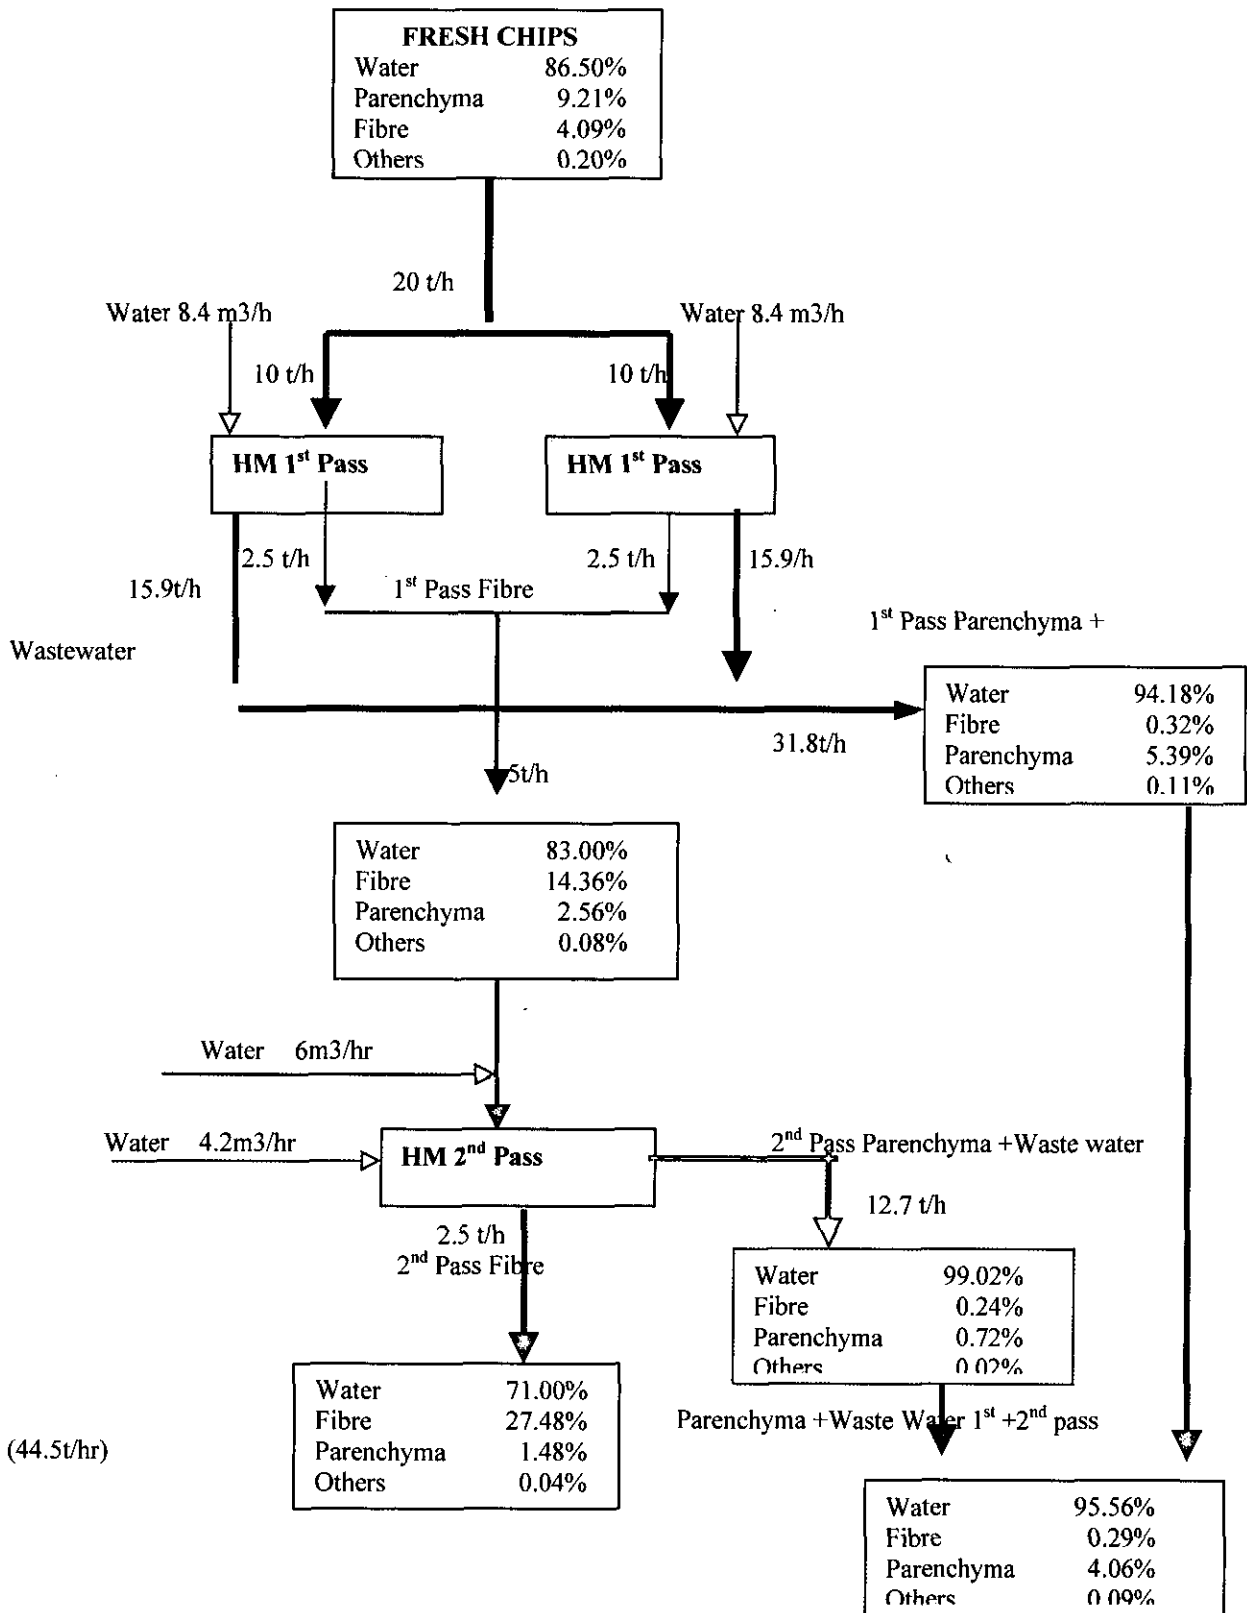 FRESH CHIPS
Water 86.50%
Parenchyma 9.21%
Fibre 4.09%
Others 0.20%
20 t/h
Water 8.4 m3/h Water 8.4 m3/h
10 t/h 10 t/h
HM 1st Pass HM 1st Pass
2.5 t/h 2.5 t/h 15.9/h
15.9t/h 1st Pass Fibre
1st Pass Parenchyma +
Wastewater
Water 94.18%
Fibre 0.32%
Parenchyma 5.39%
Others 0.11%
31.8t/h
5t/h
Water 83.00%
Fibre 14.36%
Parenchyma 2.56%
Others 0.08%
Water 6m3/hr
Water 4.2m3/hr
HM 2nd Pass
2nd Pass Parenchyma +Waste water
12.7 t/h
2.5 t/h
2nd Pass Fibre
Water 99.02%
Fibre 0.24%
Parenchyma 0.72%
Others 0.02%
Water 71.00%
Fibre 27.48%
Parenchyma 1.48%
Others 0.04%
Parenchyma +Waste Water 1st +2nd pass
(44.5t/hr)
Water 95.56%
Fibre 0.29%
Parenchyma 4.06%
Others 0.09%